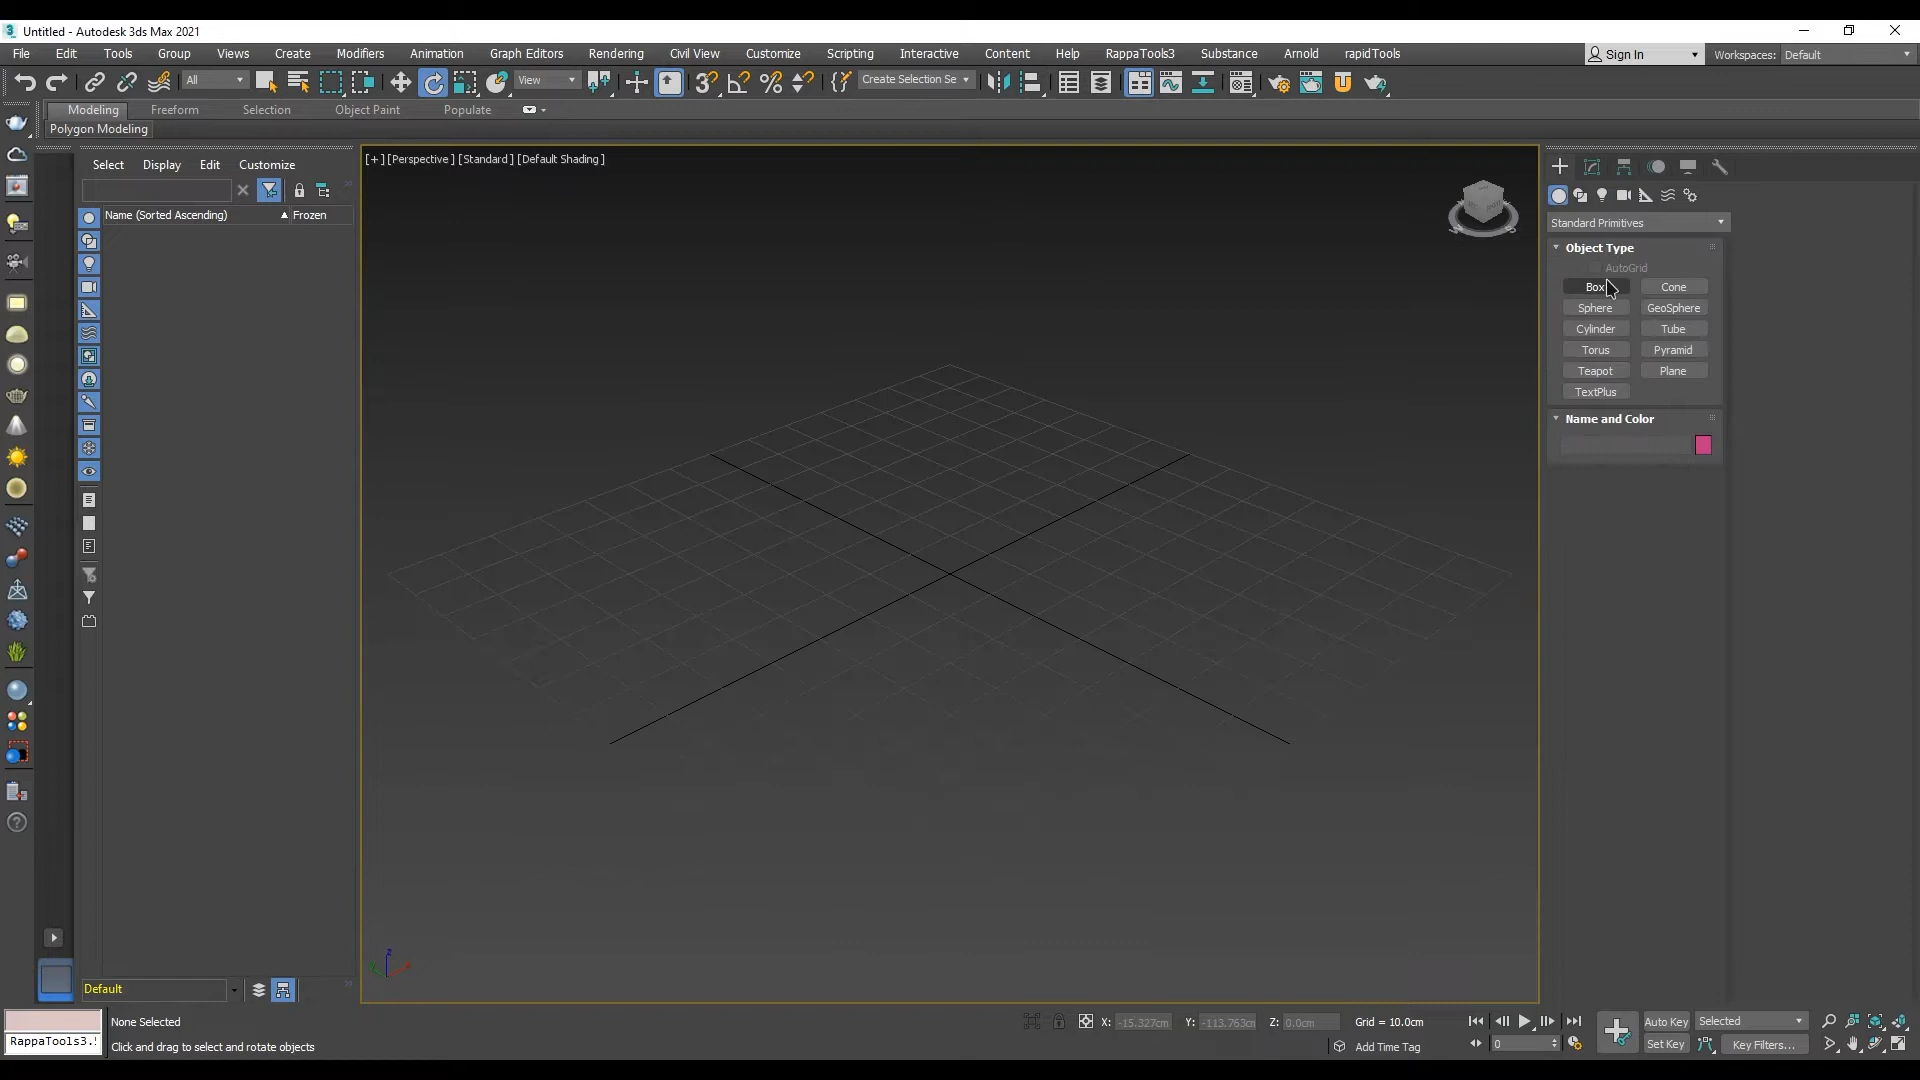 Untitled - Autodesk 3ds Max 2021
File Edit Tools Group Views Create Modifiers Animation Graph Editors Rendering Civil View Customize Scripting Interactive Content Help RappaTools3 Substance Arnold rapidTools Sign In Workspaces: Default
All View Create Selection Se
Modeling Freeform Selection Object Paint Populate
Polygon Modeling
Select Display Edit Customize
Name (Sorted Ascending) Frozen
[+] [Perspective] [Standard] [Default Shading]
Standard Primitives
Object Type
AutoGrid
Box Cone
Sphere GeoSphere
Cylinder Tube
Torus Pyramid
Teapot Plane
TextPlus
Name and Color
z
Default
None Selected X: -15.327cm Y: -113.763cm Z: 0.0cm Grid = 10.0cm Auto Key Selected
RappaTools3.
Click and drag to select and rotate objects Add Time Tag 0 Set Key Key Filters...